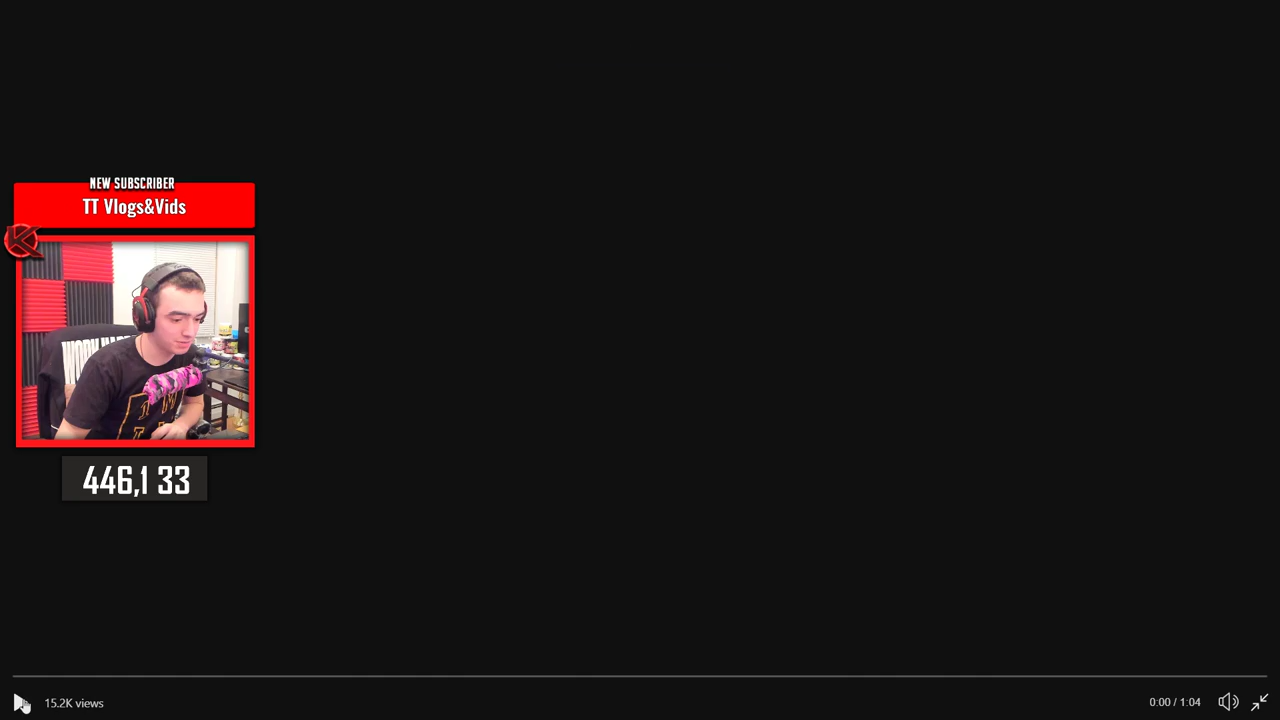 NEW SUBSCRIBER
TT Vlogs&Vids
446,1 33
15.2K views
0:00 / 1:04